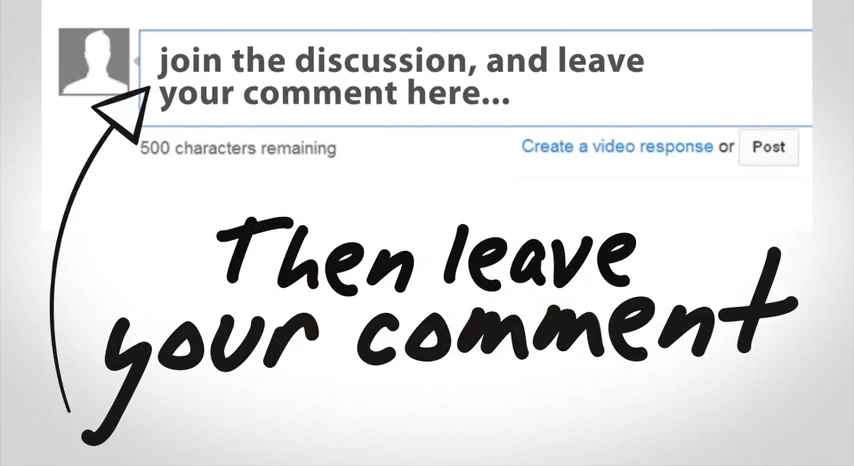 join the discussion, and leave
your comment here...
500 characters remaining
Create a video response or Post
Then leave
your comment